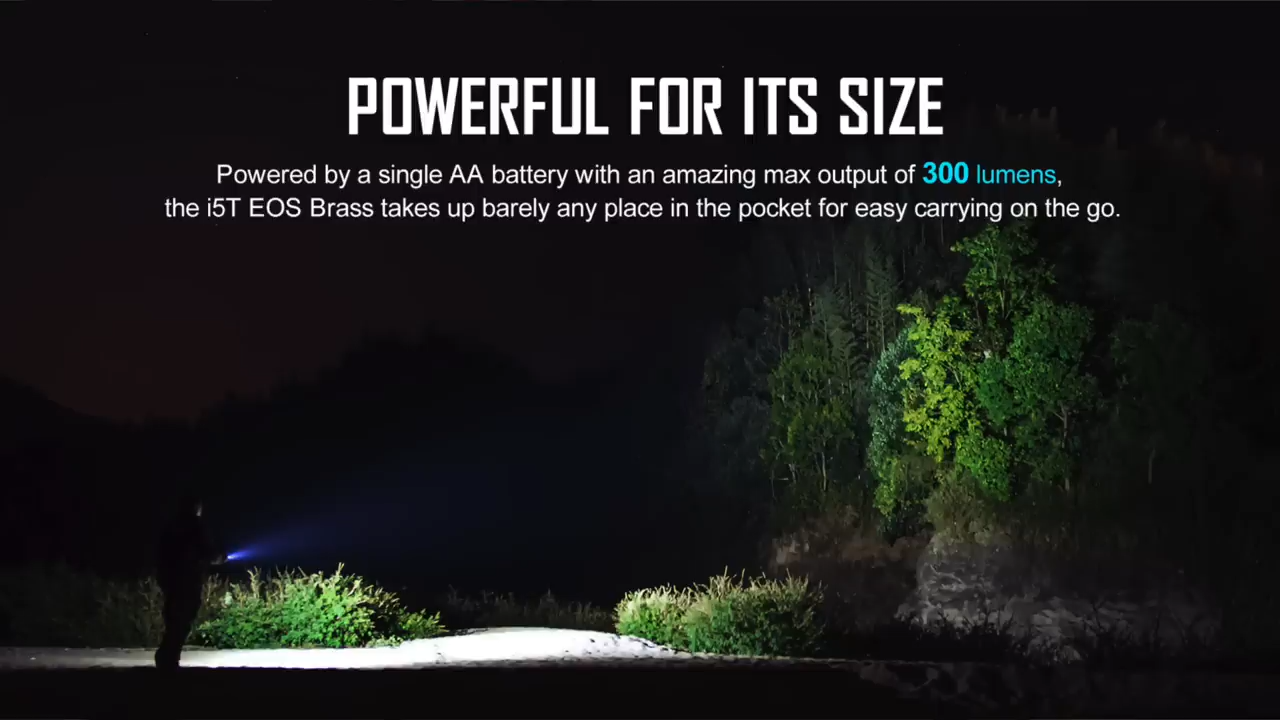 POWERFUL FOR ITS SIZE
Powered by a single AA battery with an amazing max output of 300 lumens,
the i5T EOS Brass takes up barely any place in the pocket for easy carrying on the go.